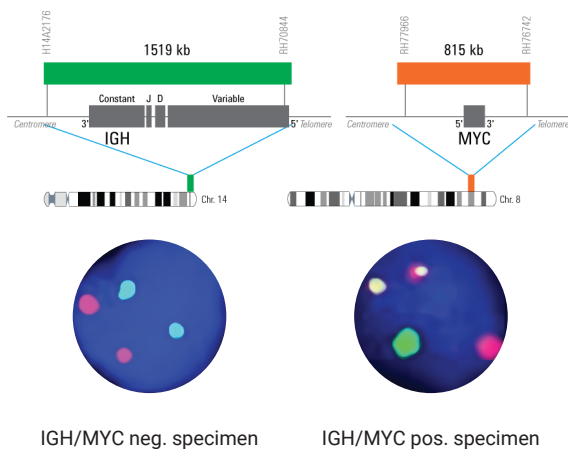 H14A2176
1519 kb
RH70844
RH77966
815 kb
RH76742
Constant J D Variable
Centromere 3' 5' Telomere
IGH
Centromere 5' 3' Telomere
MYC
Chr. 14
Chr. 8
IGH/MYC neg. specimen
IGH/MYC pos. specimen